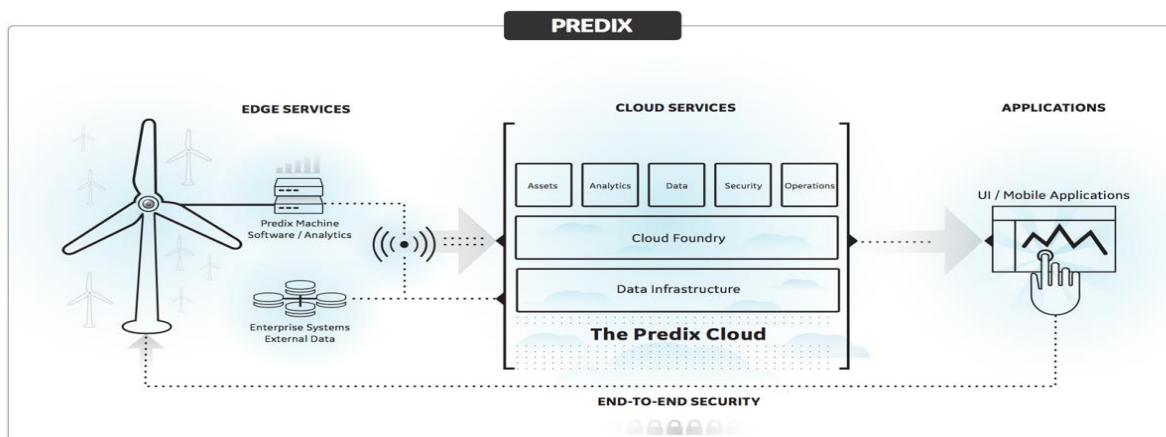 PREDIX
EDGE SERVICES
CLOUD SERVICES
APPLICATIONS
Assets
Analytics
Data
Security
Operations
UI / Mobile Applications
Predix Machine
Software / Analytics
Cloud Foundry
Data Infrastructure
Enterprise Systems
External Data
The Predix Cloud
END-TO-END SECURITY